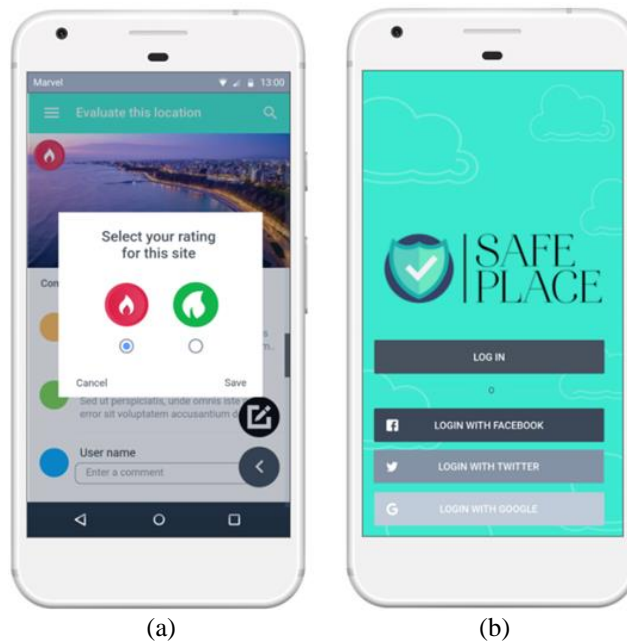 Marvel 13:00
Evaluate this location
Select your rating
for this site
Con
s
m..
Cancel Save
Sed ut perspiciatis, unde omnis iste
error sit voluptatem accusantium d
User name
Enter a comment
(a)
SAFE
PLACE
LOG IN
o
LOGIN WITH FACEBOOK
LOGIN WITH TWITTER
LOGIN WITH GOOGLE
(b)